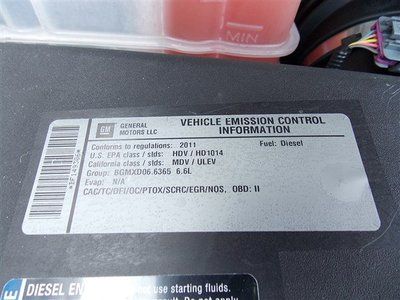 MIN
GM
GENERAL
MOTORS LLC
VEHICLE EMISSION CONTROL
INFORMATION
Conforms to regulations: 2011
Fuel: Diesel
U.S. EPA class / stds: HDV / HD1014
California class / stds: MDV / ULEV
Group: BGMXD06.6365 6.6L
Evap: N/A
CAC/TC/DFI/OC/PTOX/SCRC/EGR/NOS, OBD: II
DIESEL EN
not use starting fluids.